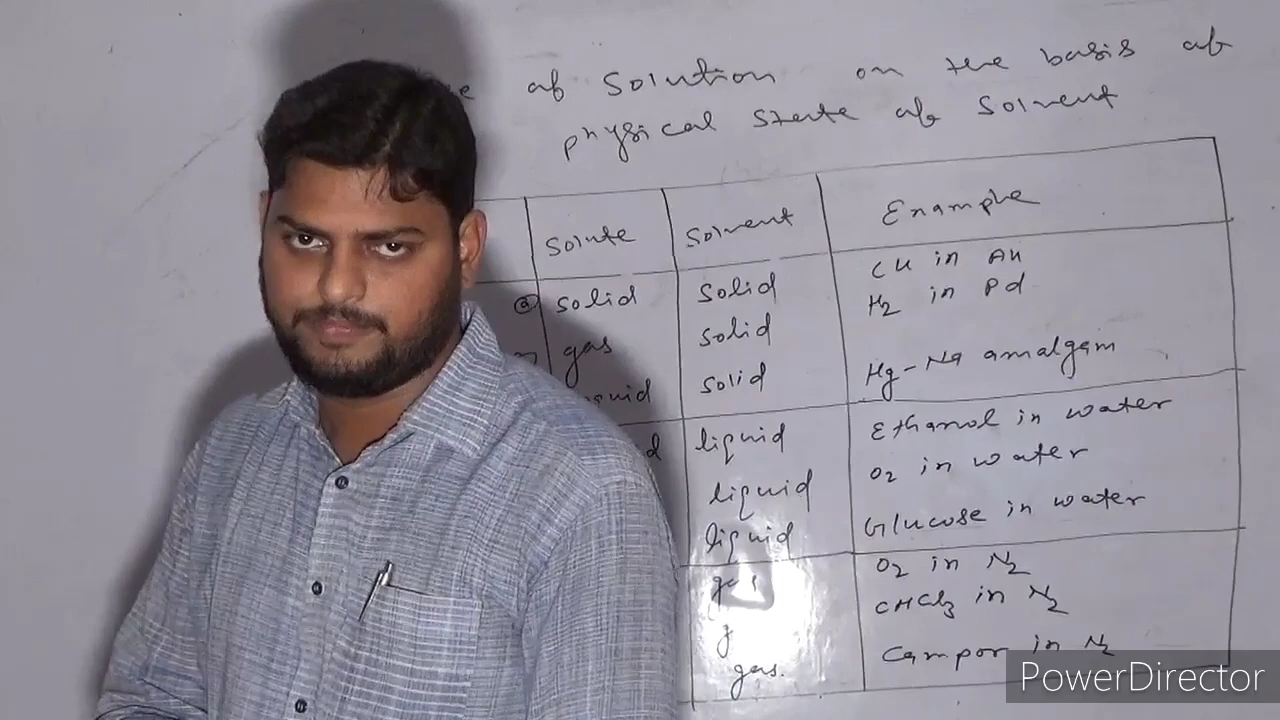 of Solution on the basis of
physical State of Solvent
Solute Solvent Example
@ solid solid Cu in Au
gas solid H2 in Pd
solid Hg-Na amalgam
liquid Ethanol in water
liquid O2 in water
liquid Glucose in water
gas O2 in N2
g CHCl3 in N2
gas. Campor in N2
PowerDirector